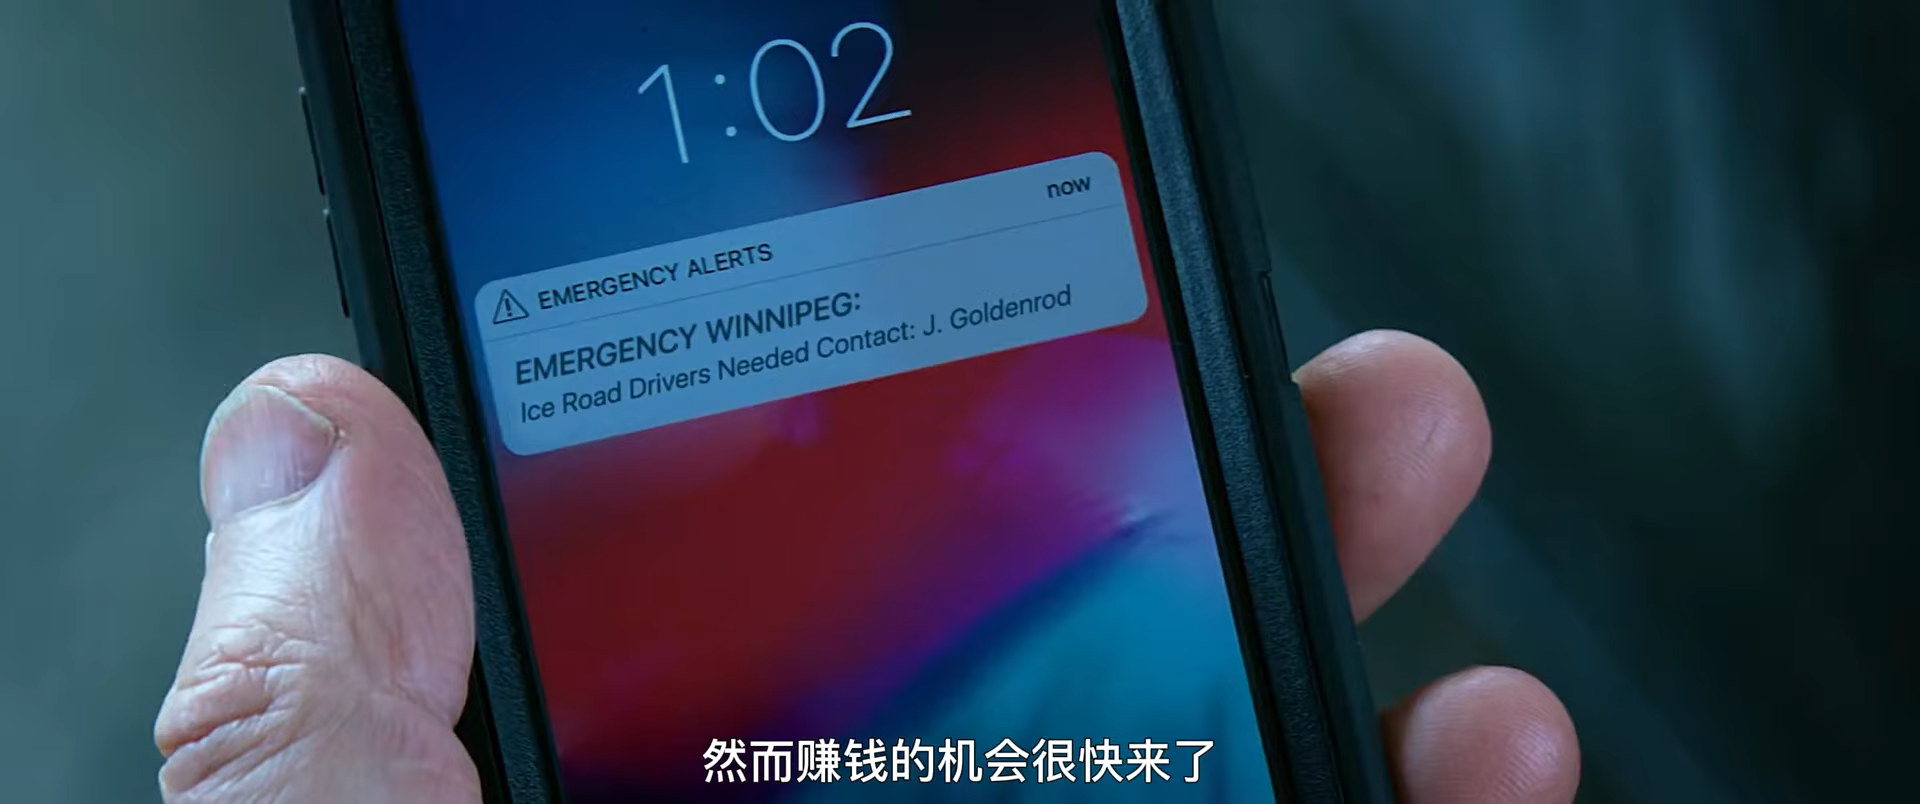 1:02
now
EMERGENCY ALERTS
EMERGENCY WINNIPEG:
Ice Road Drivers Needed Contact: J. Goldenrod
然而赚钱的机会很快来了